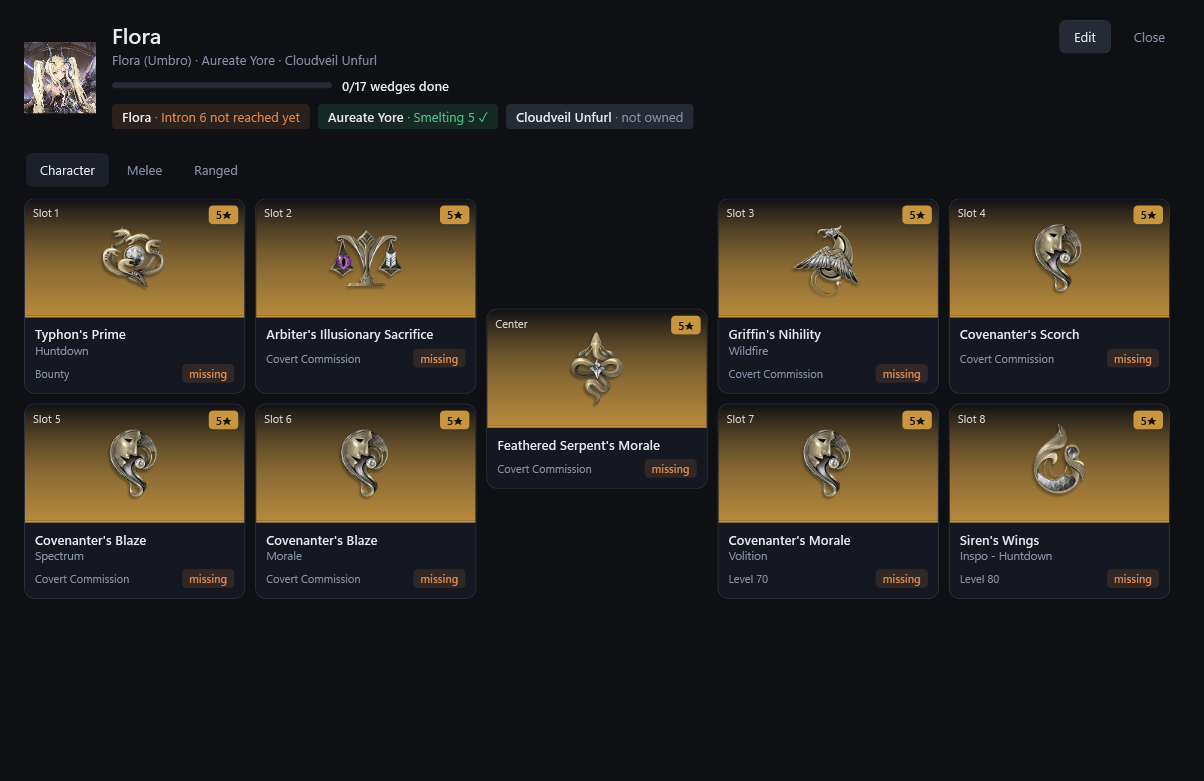 Flora
Edit
Close
Flora (Umbro) · Aureate Yore · Cloudveil Unfurl
0/17 wedges done
Flora · Intron 6 not reached yet
Aureate Yore · Smelting 5 ✓
Cloudveil Unfurl · not owned
Character
Melee
Ranged
Slot 1
5★
Typhon's Prime
Huntdown
Bounty
missing
Slot 2
5★
Arbiter's Illusionary Sacrifice
Covert Commission
missing
Center
5★
Feathered Serpent's Morale
Covert Commission
missing
Slot 3
5★
Griffin's Nihility
Wildfire
Covert Commission
missing
Slot 4
5★
Covenanter's Scorch
Covert Commission
missing
Slot 5
5★
Covenanter's Blaze
Spectrum
Covert Commission
missing
Slot 6
5★
Covenanter's Blaze
Morale
Covert Commission
missing
Slot 7
5★
Covenanter's Morale
Volition
Level 70
missing
Slot 8
5★
Siren's Wings
Inspo - Huntdown
Level 80
missing